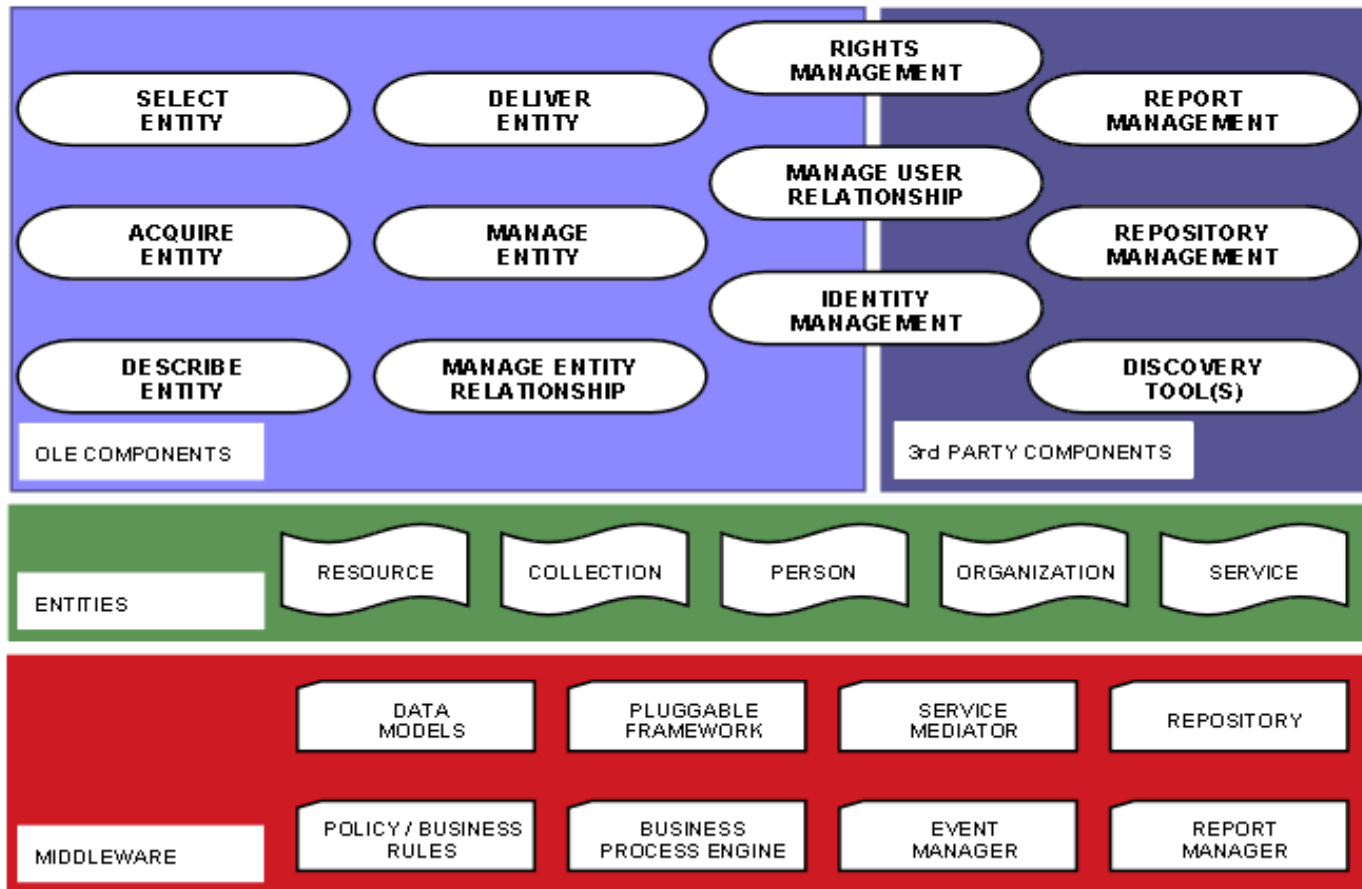 RIGHTS
MANAGEMENT
SELECT
ENTITY
DELIVER
ENTITY
REPORT
MANAGEMENT
MANAGE USER
RELATIONSHIP
ACQUIRE
ENTITY
MANAGE
ENTITY
REPOSITORY
MANAGEMENT
IDENTITY
MANAGEMENT
DESCRIBE
ENTITY
MANAGE ENTITY
RELATIONSHIP
DISCOVERY
TOOL(S)
OLE COMPONENTS
3rd PARTY COMPONENTS
RESOURCE
COLLECTION
PERSON
ORGANIZATION
SERVICE
ENTITIES
DATA
MODELS
PLUGGABLE
FRAMEWORK
SERVICE
MEDIATOR
REPOSITORY
POLICY / BUSINESS
RULES
BUSINESS
PROCESS ENGINE
EVENT
MANAGER
REPORT
MANAGER
MIDDLEWARE